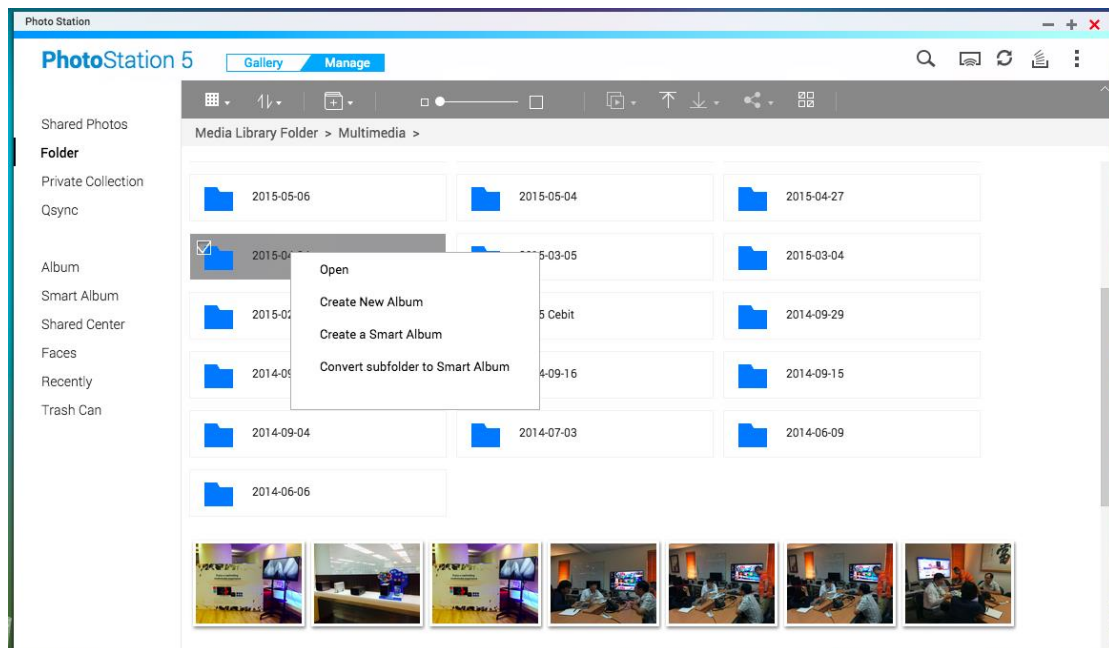 Photo Station
PhotoStation 5
Gallery
Manage
Media Library Folder > Multimedia >
Shared Photos
Folder
Private Collection
Qsync
Album
Smart Album
Shared Center
Faces
Recently
Trash Can
2015-05-06
2015-05-04
2015-04-27
5-03-05
2015-03-04
Open
Create New Album
Create a Smart Album
Convert subfolder to Smart Album
5 Cebit
2014-09-29
4-09-16
2014-09-15
2014-09-04
2014-07-03
2014-06-09
2014-06-06